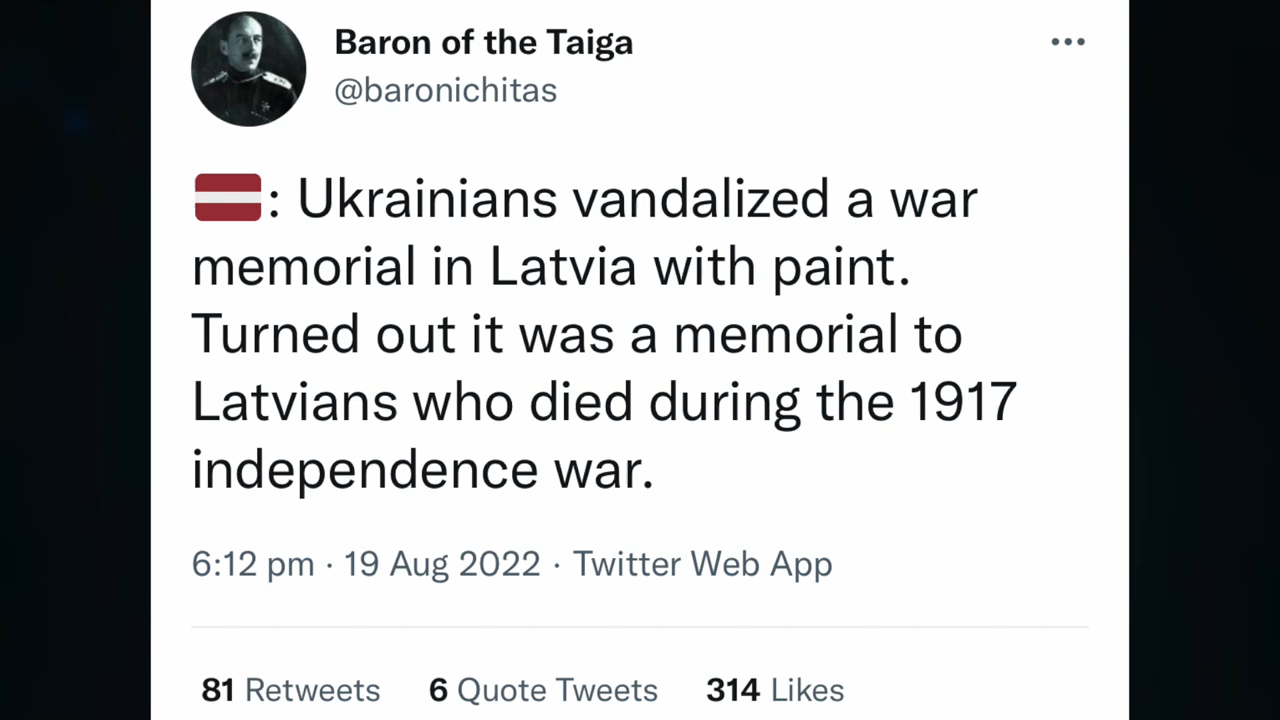 Baron of the Taiga
@baronichitas
🇱🇻: Ukrainians vandalized a war
memorial in Latvia with paint.
Turned out it was a memorial to
Latvians who died during the 1917
independence war.
6:12 pm · 19 Aug 2022 · Twitter Web App
81 Retweets 6 Quote Tweets 314 Likes